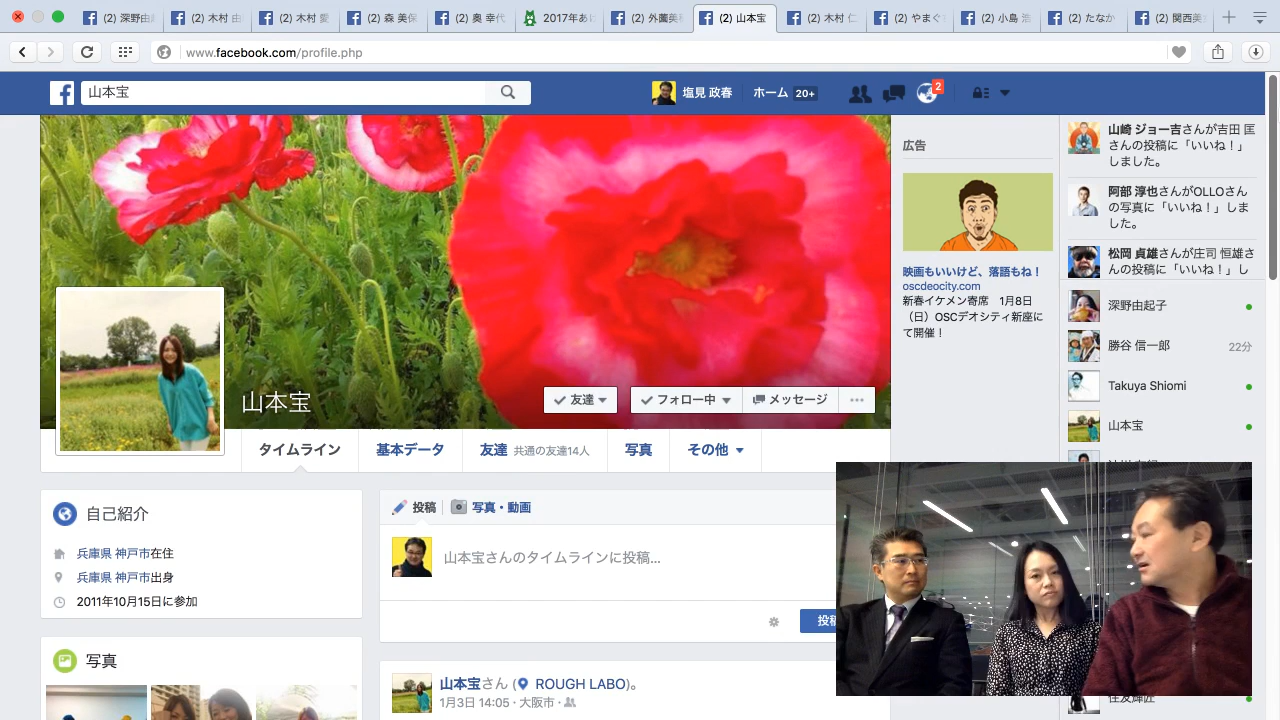 (2) 深野由
(2) 木村 由
(2) 木村 愛
(2) 森 美保
(2) 奥 幸代
2017年あ
(2) 外薗美
(2) 山本宝
(2) 木村 仁
(2) やまぐ
(2) 小島 浩
(2) たなか
(2) 関西美
www.facebook.com/profile.php
山本宝
塩見 政春
ホーム 20+
2
山本宝
友達
フォロー中
メッセージ
タイムライン
基本データ
友達 共通の友達14人
写真
その他
自己紹介
兵庫県 神戸市在住
兵庫県 神戸市出身
2011年10月15日に参加
写真
投稿
写真・動画
山本宝さんのタイムラインに投稿...
投稿
山本宝さん (ROUGH LABO)。
1月3日 14:05 · 大阪市 ·
広告
映画もいいけど、落語もね！
oscdeocity.com
新春イケメン寄席 1月8日
（日）OSCデオシティ新座に
て開催！
山崎 ジョー吉さんが吉田 匡
さんの投稿に「いいね！」
しました。
阿部 淳也さんがOLLOさん
の写真に「いいね！」しま
した。
松岡 貞雄さんが庄司 恒雄さ
んの投稿に「いいね！」し
深野由起子
勝谷 信一郎
22分
Takuya Shiomi
山本宝